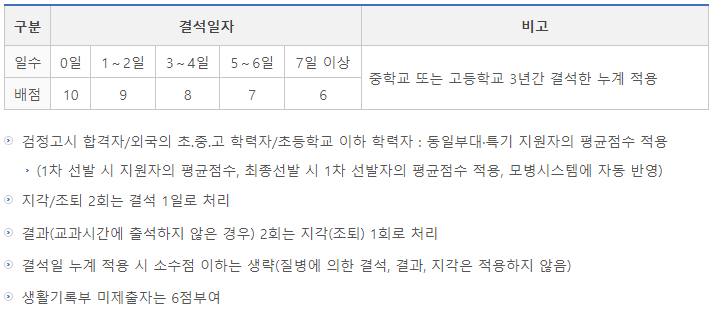 구분 결석일자 비고
일수 0일 1~2일 3~4일 5~6일 7일 이상 중학교 또는 고등학교 3년간 결석한 누계 적용
배점 10 9 8 7 6
검정고시 합격자/외국의 초.중.고 학력자/초등학교 이하 학력자 : 동일부대·특기 지원자의 평균점수 적용
(1차 선발 시 지원자의 평균점수, 최종선발 시 1차 선발자의 평균점수 적용, 모병시스템에 자동 반영)
지각/조퇴 2회는 결석 1일로 처리
결과(교과시간에 출석하지 않은 경우) 2회는 지각(조퇴) 1회로 처리
결석일 누계 적용 시 소수점 이하는 생략(질병에 의한 결석, 결과, 지각은 적용하지 않음)
생활기록부 미제출자는 6점부여